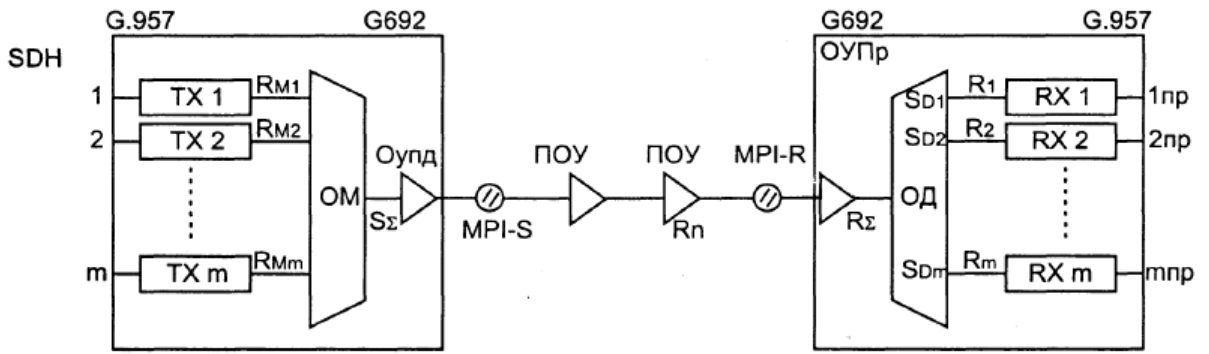 G.957
G692
G692
G.957
SDH
ОУПр
1
TX 1
RM1
SD1
R1
RX 1
1пр
2
TX 2
RM2
SD2
R2
RX 2
2пр
Оупд
ПОУ
ПОУ
MPI-R
ОМ
ОД
SΣ
MPI-S
Rn
RΣ
m
TX m
RMm
SDm
Rm
RX m
mпр